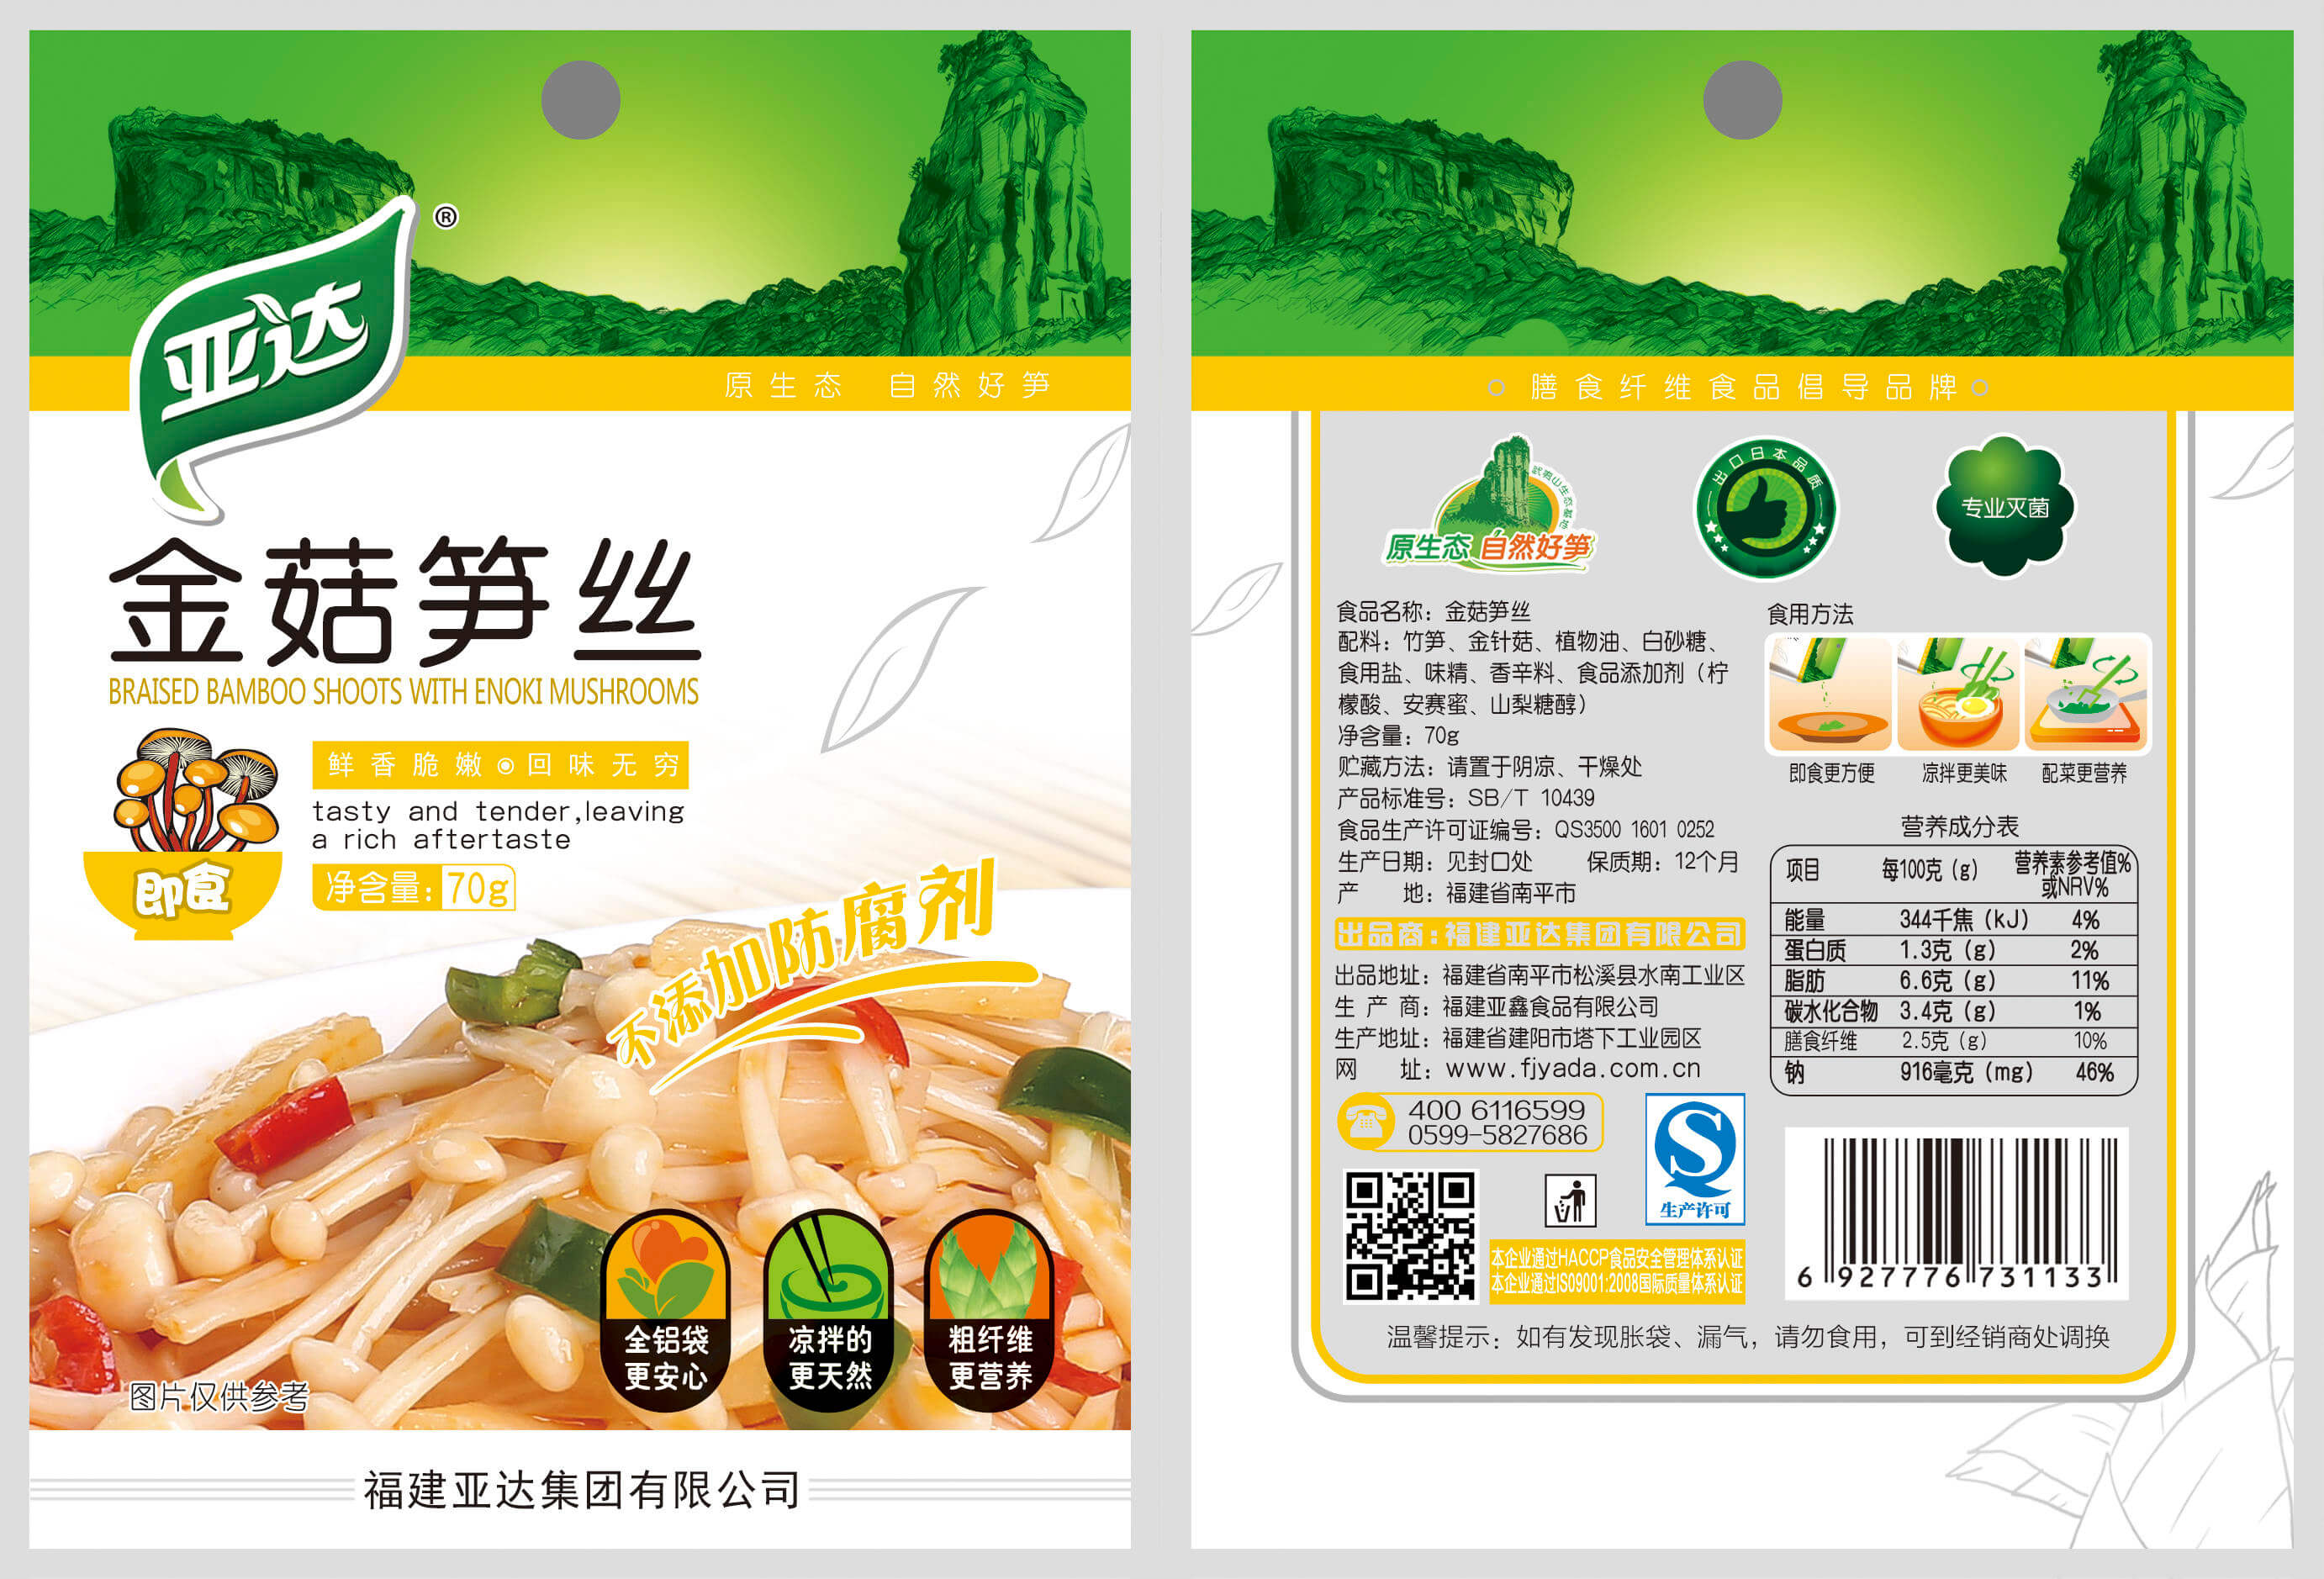 ®
亚达
原生态 自然好笋
金菇笋丝
BRAISED BAMBOO SHOOTS WITH ENOKI MUSHROOMS
鲜香脆嫩◉回味无穷
tasty and tender,leaving
a rich aftertaste
即食
净含量:70g
不添加防腐剂
全铝袋
更安心
凉拌的
更天然
粗纤维
更营养
图片仅供参考
福建亚达集团有限公司
膳食纤维食品倡导品牌
武夷山生态基地
原生态 自然好笋
出口日本品质
专业灭菌
食品名称：金菇笋丝
配料：竹笋、金针菇、植物油、白砂糖、
食用盐、味精、香辛料、食品添加剂（柠
檬酸、安赛蜜、山梨糖醇）
净含量：70g
贮藏方法：请置于阴凉、干燥处
产品标准号：SB/T 10439
食品生产许可证编号：QS3500 1601 0252
生产日期：见封口处 保质期：12个月
产 地：福建省南平市
出品商:福建亚达集团有限公司
出品地址：福建省南平市松溪县水南工业区
生产商：福建亚鑫食品有限公司
生产地址：福建省建阳市塔下工业园区
网 址：www.fjyada.com.cn
400 6116599
0599-5827686
生产许可
本企业通过HACCP食品安全管理体系认证
本企业通过IS09001:2008国际质量体系认证
食用方法
即食更方便 凉拌更美味 配菜更营养
营养成分表
项目 每100克（g） 营养素参考值%
或NRV%
能量 344千焦（kJ） 4%
蛋白质 1.3克（g） 2%
脂肪 6.6克（g） 11%
碳水化合物 3.4克（g） 1%
膳食纤维 2.5克（g） 10%
钠 916毫克（mg） 46%
6 927776 731133
温馨提示：如有发现胀袋、漏气，请勿食用，可到经销商处调换